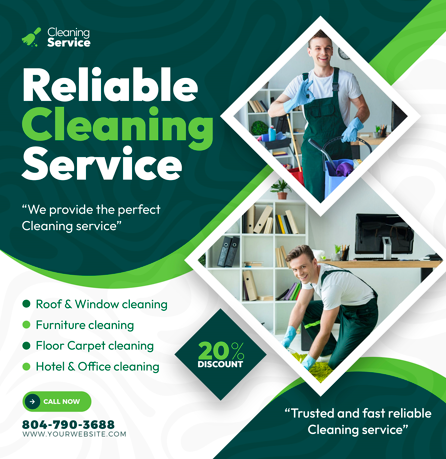 Cleaning
Service
Reliable
Cleaning
Service
“We provide the perfect
Cleaning service”
Roof & Window cleaning
Furniture cleaning
Floor Carpet cleaning
Hotel & Office cleaning
20%
DISCOUNT
CALL NOW
804-790-3688
WWW.YOURWEBSITE.COM
“Trusted and fast reliable
Cleaning service”